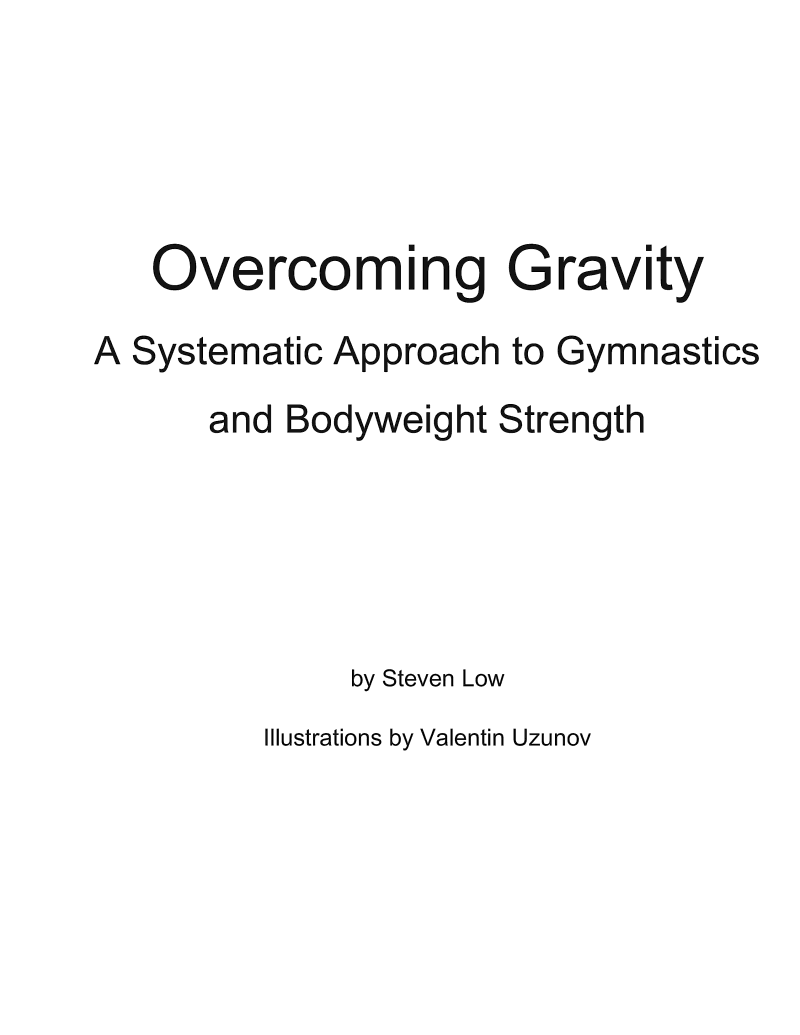 Overcoming Gravity
A Systematic Approach to Gymnastics
and Bodyweight Strength
by Steven Low
Illustrations by Valentin Uzunov